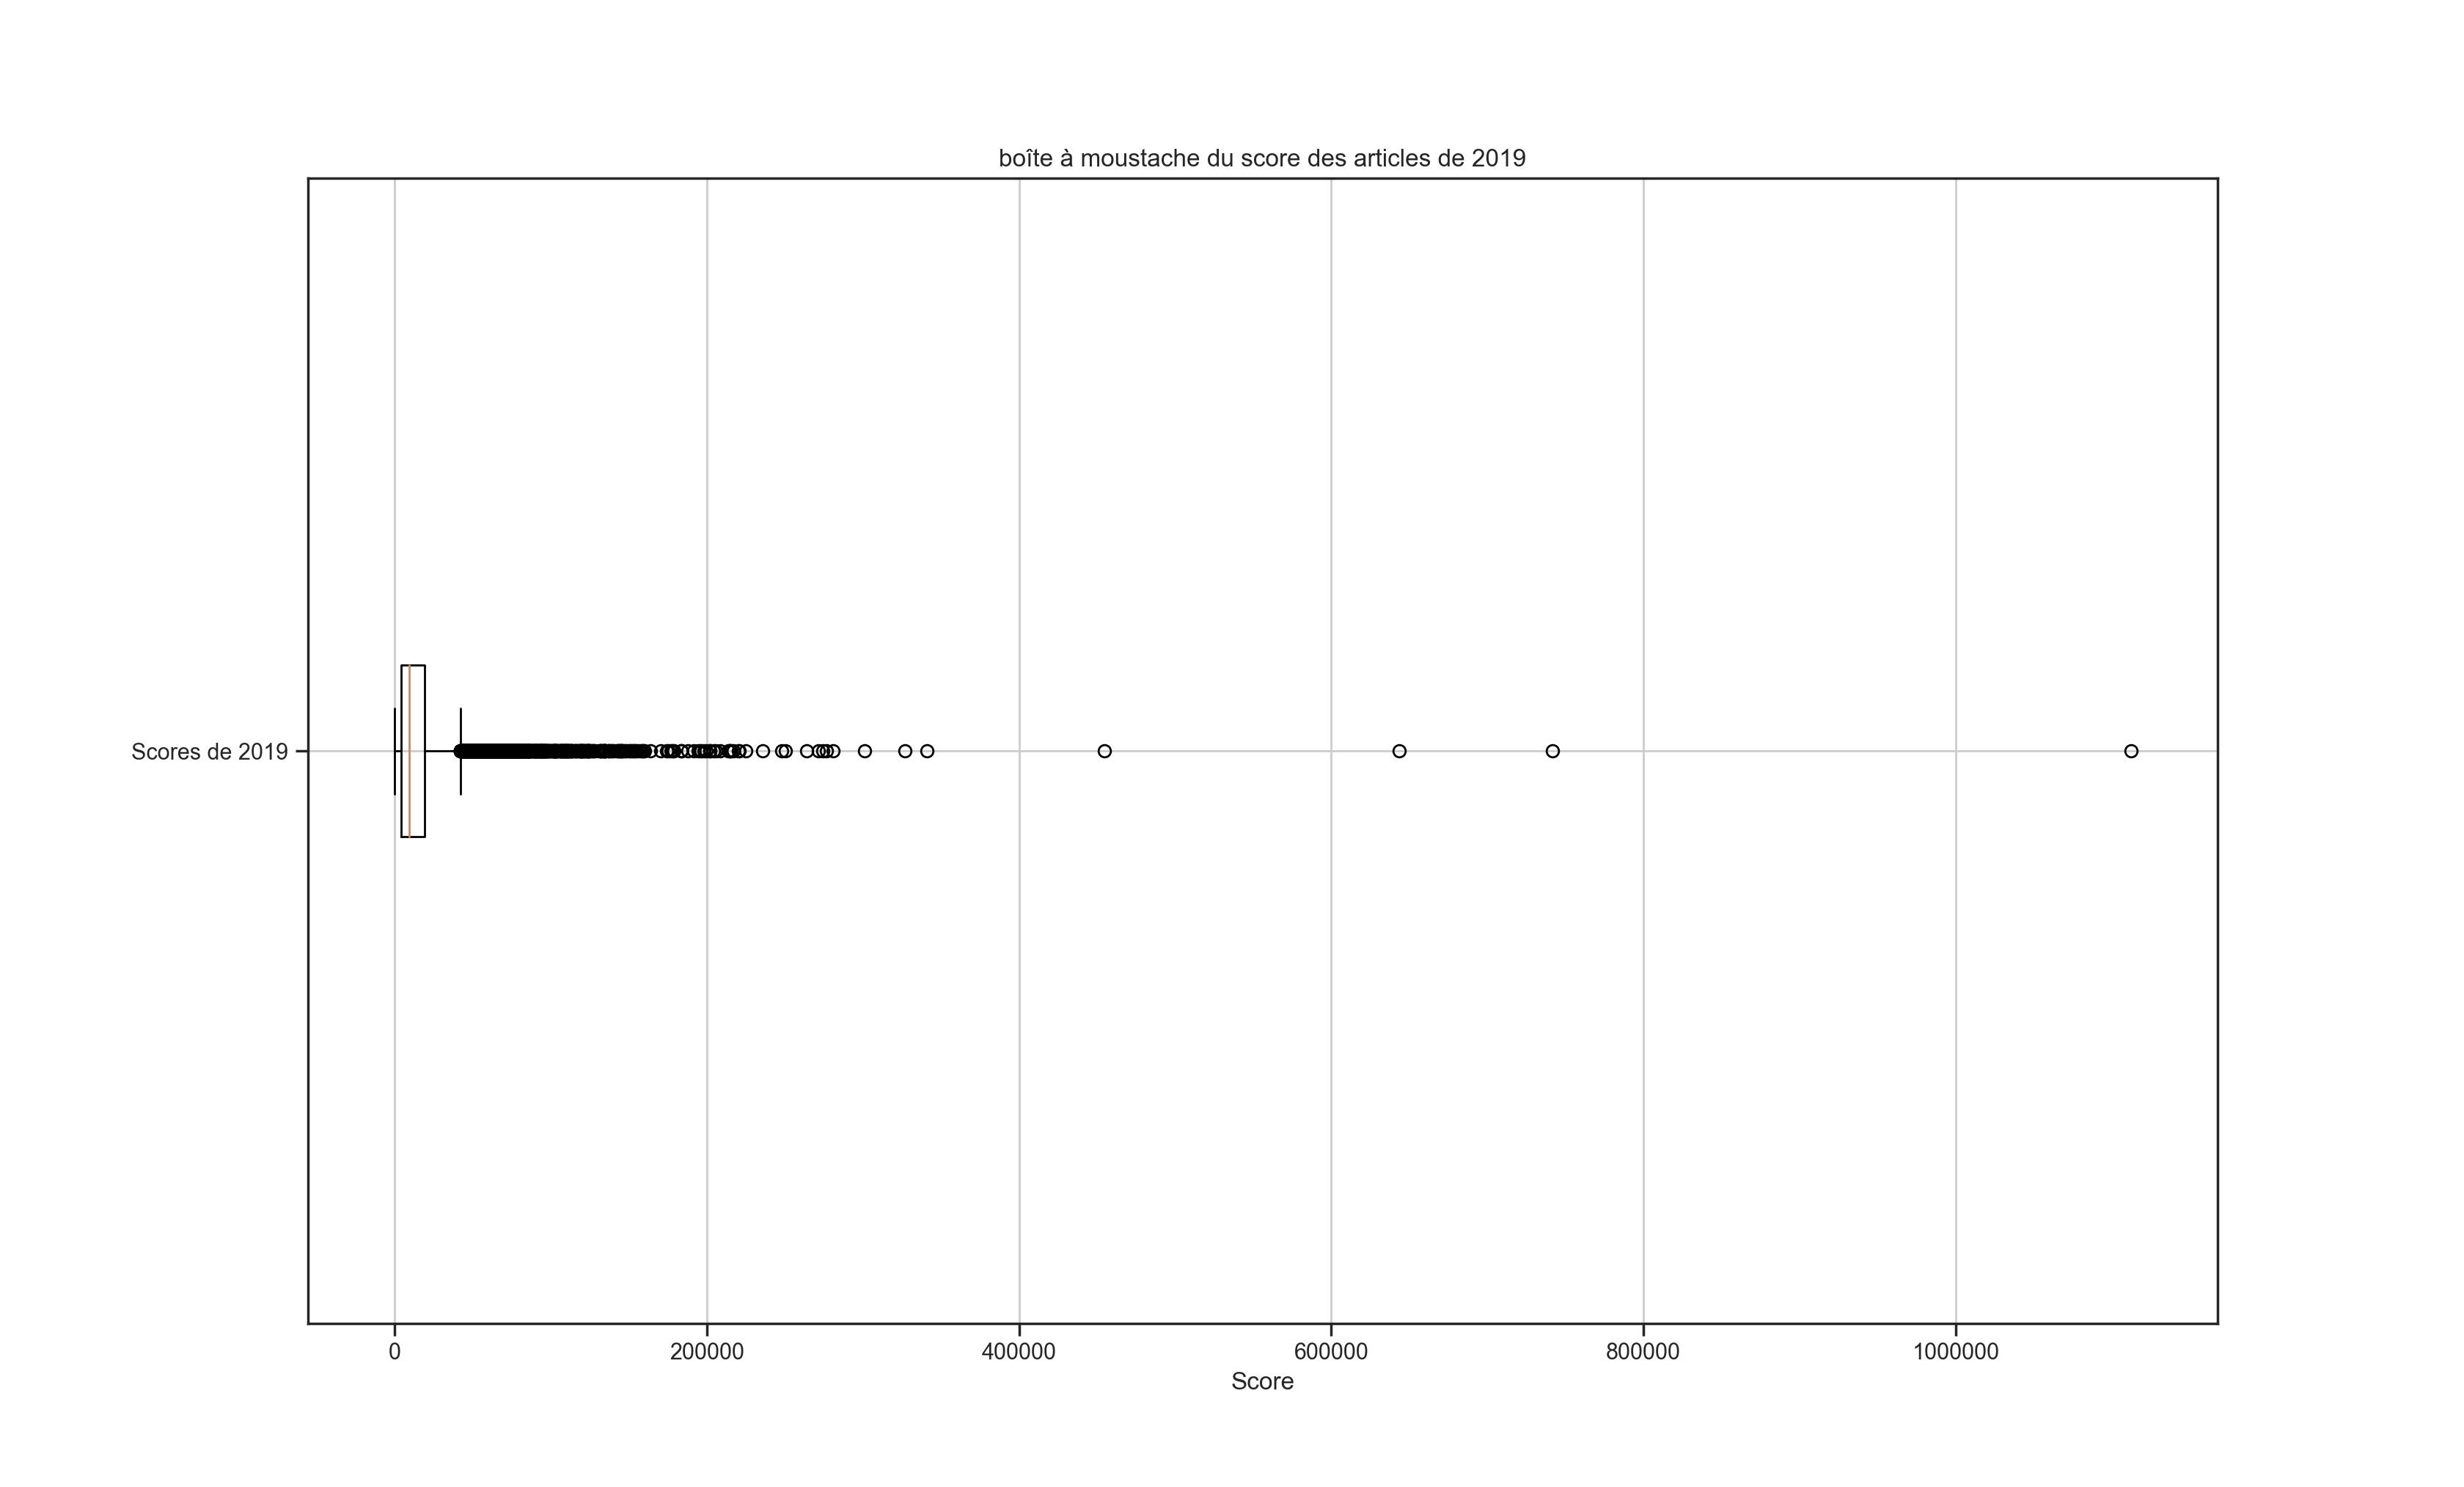 boîte à moustache du score des articles de 2019
Scores de 2019
0 200000 400000 600000 800000 1000000
Score